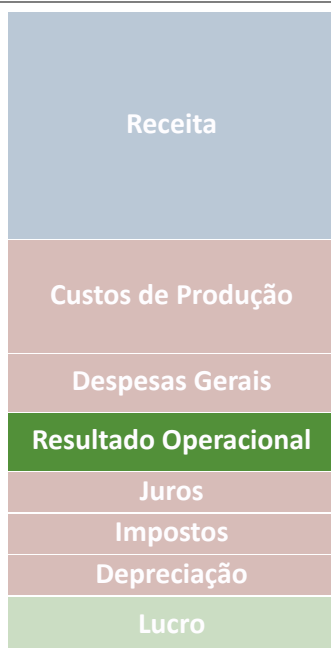 Receita
Custos de Produção
Despesas Gerais
Resultado Operacional
Juros
Impostos
Depreciação
Lucro